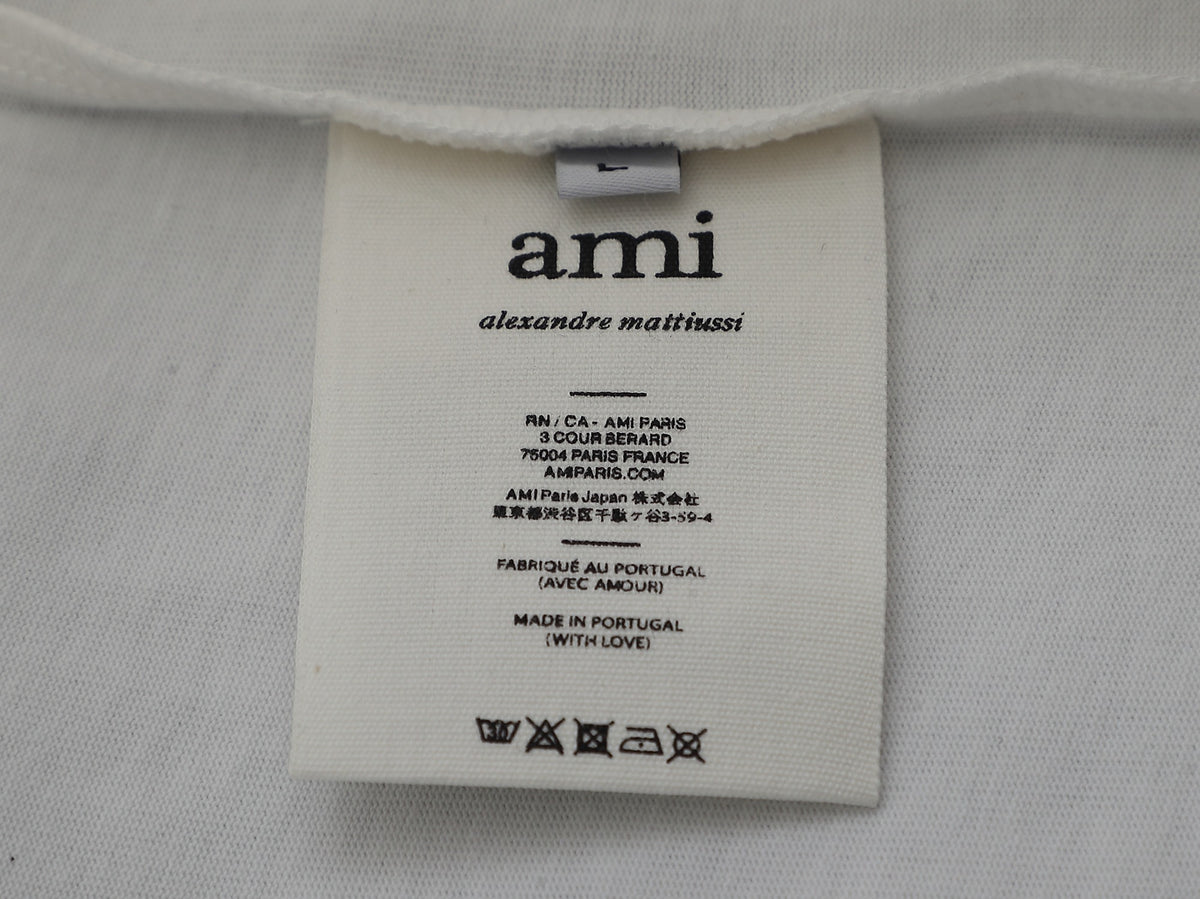 L
ami
alexandre mattiussi
RN / CA - AMI PARIS
3 COUR BERARD
75004 PARIS FRANCE
AMIPARIS.COM
AMI Paris Japan 株式会社
東京都渋谷区千駄ヶ谷3-59-4
FABRIQUÉ AU PORTUGAL
(AVEC AMOUR)
MADE IN PORTUGAL
(WITH LOVE)
30